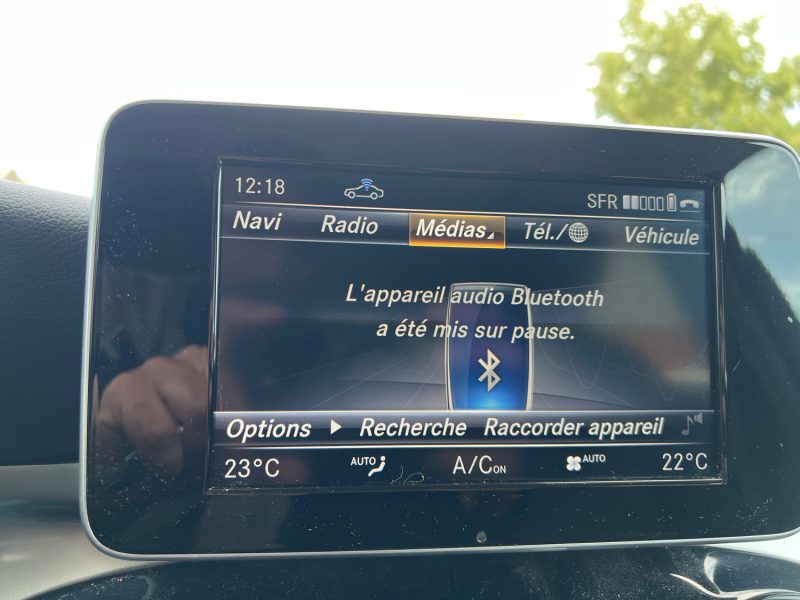 12:18 SFR
Navi Radio Médias Tél./ Véhicule
L'appareil audio Bluetooth
a été mis sur pause.
Options Recherche Raccorder appareil
23°C AUTO A/C ON AUTO 22°C